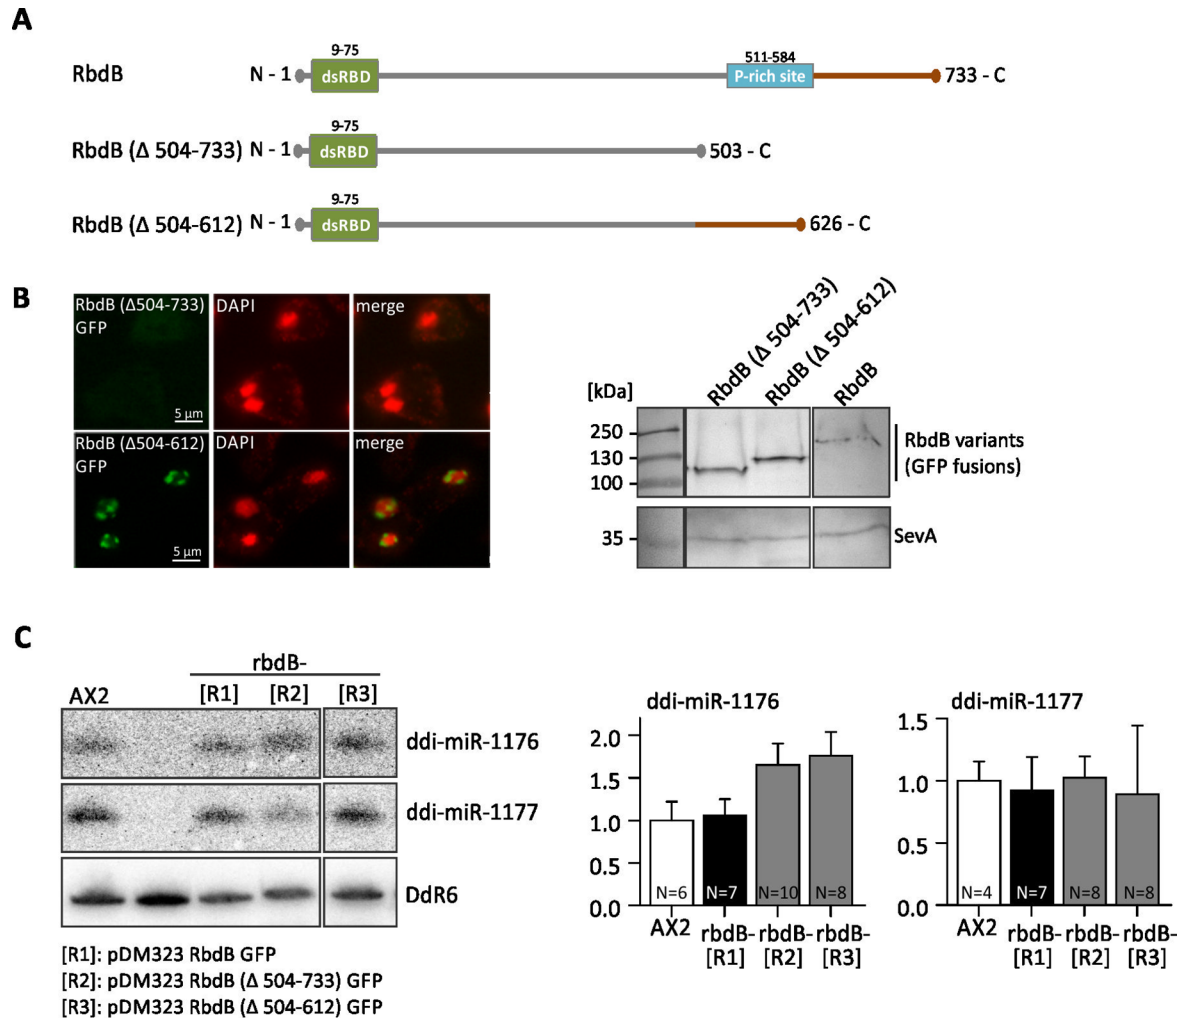 A
RbdB
N - 1
9-75
dsRBD
511-584
P-rich site
733 - C
RbdB (Δ 504-733)
N - 1
9-75
dsRBD
503 - C
RbdB (Δ 504-612)
N - 1
9-75
dsRBD
626 - C
B
RbdB (Δ504-733)
GFP
5 µm
DAPI
merge
RbdB (Δ504-612)
GFP
5 µm
DAPI
merge
[kDa]
RbdB (Δ 504-733)
RbdB (Δ 504-612)
RbdB
250
130
100
RbdB variants
(GFP fusions)
35
SevA
C
rbdB-
AX2
[R1]
[R2]
[R3]
ddi-miR-1176
ddi-miR-1177
DdR6
[R1]: pDM323 RbdB GFP
[R2]: pDM323 RbdB (Δ 504-733) GFP
[R3]: pDM323 RbdB (Δ 504-612) GFP
ddi-miR-1176
2.0
1.5
1.0
0.5
0.0
N=6
N=7
N=10
N=8
AX2
rbdB-
[R1]
rbdB-
[R2]
rbdB-
[R3]
ddi-miR-1177
1.5
1.0
0.5
0.0
N=4
N=7
N=8
N=8
AX2
rbdB-
[R1]
rbdB-
[R2]
rbdB-
[R3]